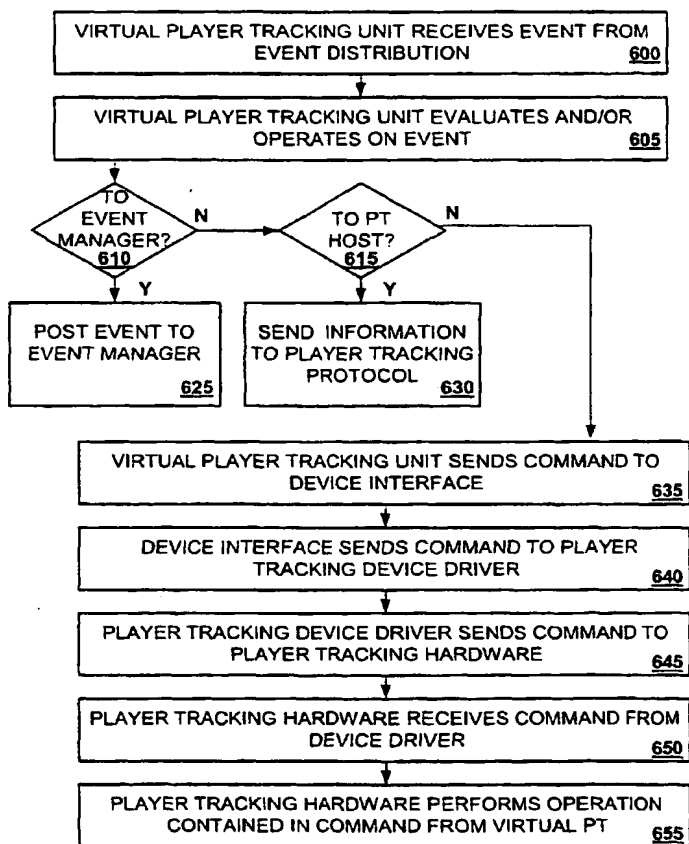 VIRTUAL PLAYER TRACKING UNIT RECEIVES EVENT FROM
EVENT DISTRIBUTION
600
VIRTUAL PLAYER TRACKING UNIT EVALUATES AND/OR
OPERATES ON EVENT
605
TO
EVENT
MANAGER?
610
N
Y
TO PT
HOST?
615
N
Y
POST EVENT TO
EVENT MANAGER
625
SEND INFORMATION
TO PLAYER TRACKING
PROTOCOL
630
VIRTUAL PLAYER TRACKING UNIT SENDS COMMAND TO
DEVICE INTERFACE
635
DEVICE INTERFACE SENDS COMMAND TO PLAYER
TRACKING DEVICE DRIVER
640
PLAYER TRACKING DEVICE DRIVER SENDS COMMAND TO
PLAYER TRACKING HARDWARE
645
PLAYER TRACKING HARDWARE RECEIVES COMMAND FROM
DEVICE DRIVER
650
PLAYER TRACKING HARDWARE PERFORMS OPERATION
CONTAINED IN COMMAND FROM VIRTUAL PT
655